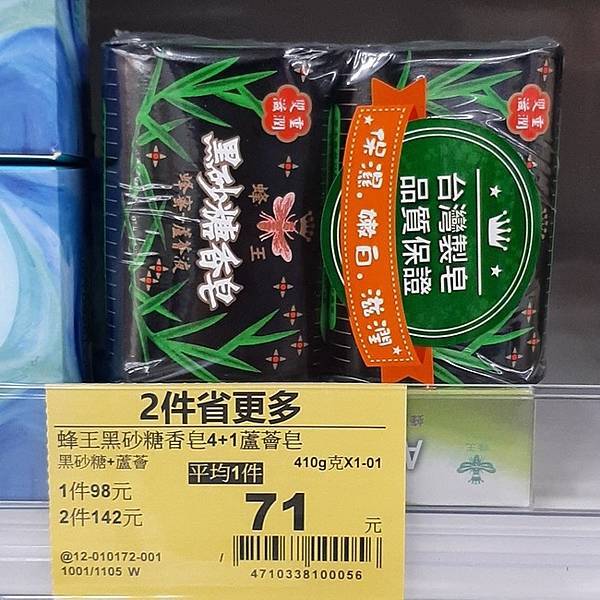 雙重
滋潤
蜂王
黑砂糖香皂
蜂蜜・蘆薈液
雙重
滋潤
保濕.嫩白.滋潤
台灣製皂
品質保證
2件省更多
蜂王黑砂糖香皂4+1蘆薈皂
黑砂糖+蘆薈
平均1件
410g克X1-01
1件98元
2件142元
71元
@12-010172-001
/
1001/1105 W
4710338100056